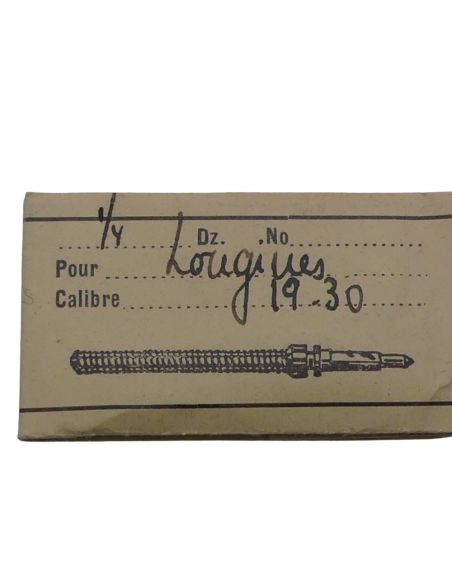 1/4 Dz. No
Pour Longines
Calibre 19-30